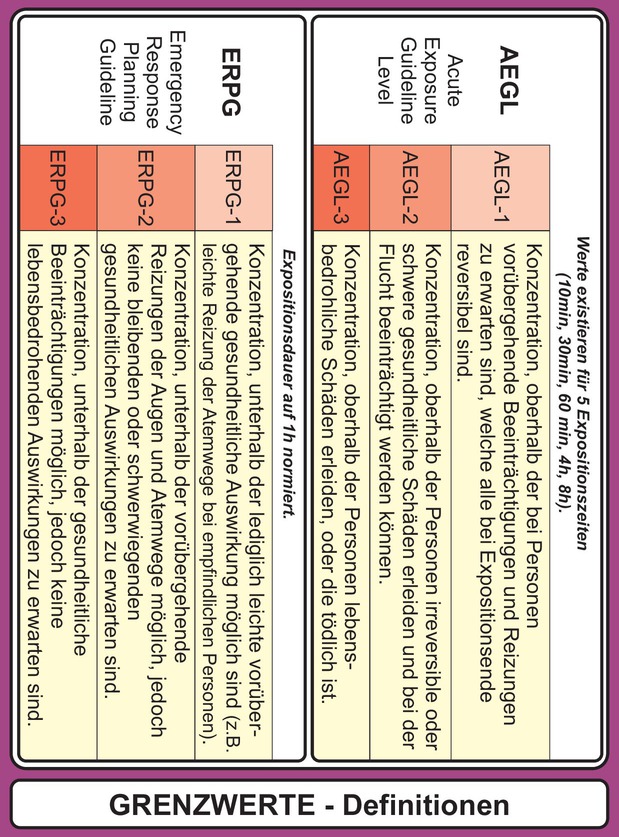 GRENZWERTE - Definitionen
AEGL
Acute
Exposure
Guideline
Level
Werte existieren für 5 Expositionszeiten
(10min, 30min, 60 min, 4h, 8h).
AEGL-1
Konzentration, oberhalb der bei Personen
vorübergehende Beeinträchtigungen und Reizungen
zu erwarten sind, welche alle bei Expositionsende
reversibel sind.
AEGL-2
Konzentration, oberhalb der Personen irreversible oder
schwere gesundheitliche Schäden erleiden und bei der
Flucht beeinträchtigt werden können.
AEGL-3
Konzentration, oberhalb der Personen lebens-
bedrohliche Schäden erleiden, oder die tödlich ist.
ERPG
Emergency
Response
Planning
Guideline
Expositionsdauer auf 1h normiert.
ERPG-1
Konzentration, unterhalb der lediglich leichte vorüber-
gehende gesundheitliche Auswirkung möglich sind (z.B.
leichte Reizung der Atemwege bei empfindlichen Personen).
ERPG-2
Konzentration, unterhalb der vorübergehende
Reizungen der Augen und Atemwege möglich, jedoch
keine bleibenden oder schwerwiegenden
gesundheitlichen Auswirkungen zu erwarten sind.
ERPG-3
Konzentration, unterhalb der gesundheitliche
Beeinträchtigungen möglich, jedoch keine
lebensbedrohenden Auswirkungen zu erwarten sind.